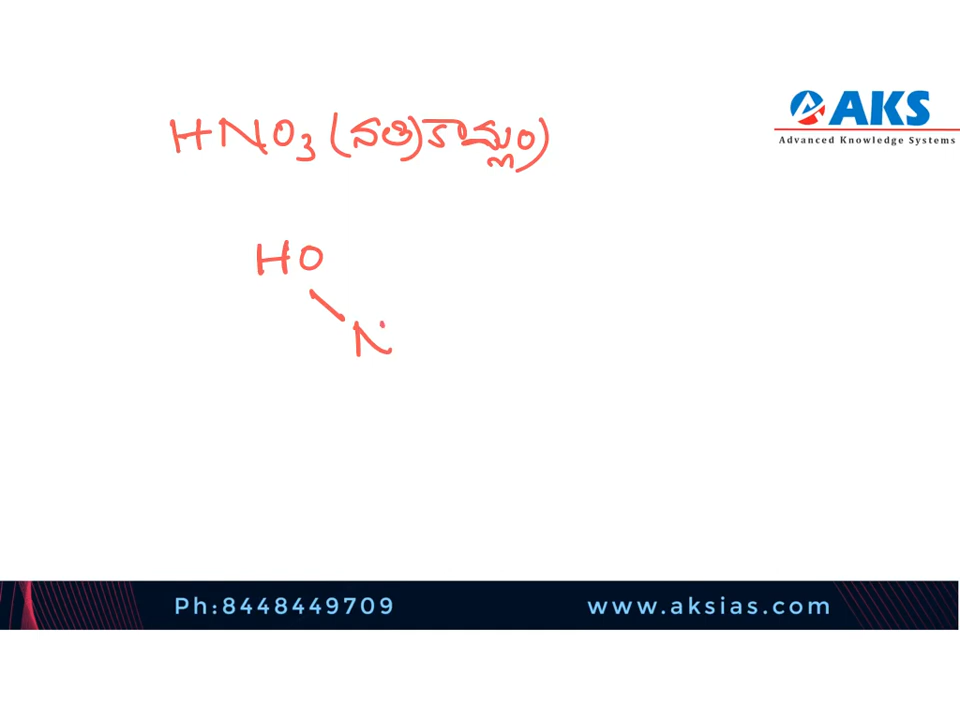 HNO₃ (నత్రికామ్లం)
AKS
Advanced Knowledge Systems
HO
N
Ph:8448449709
www.aksias.com